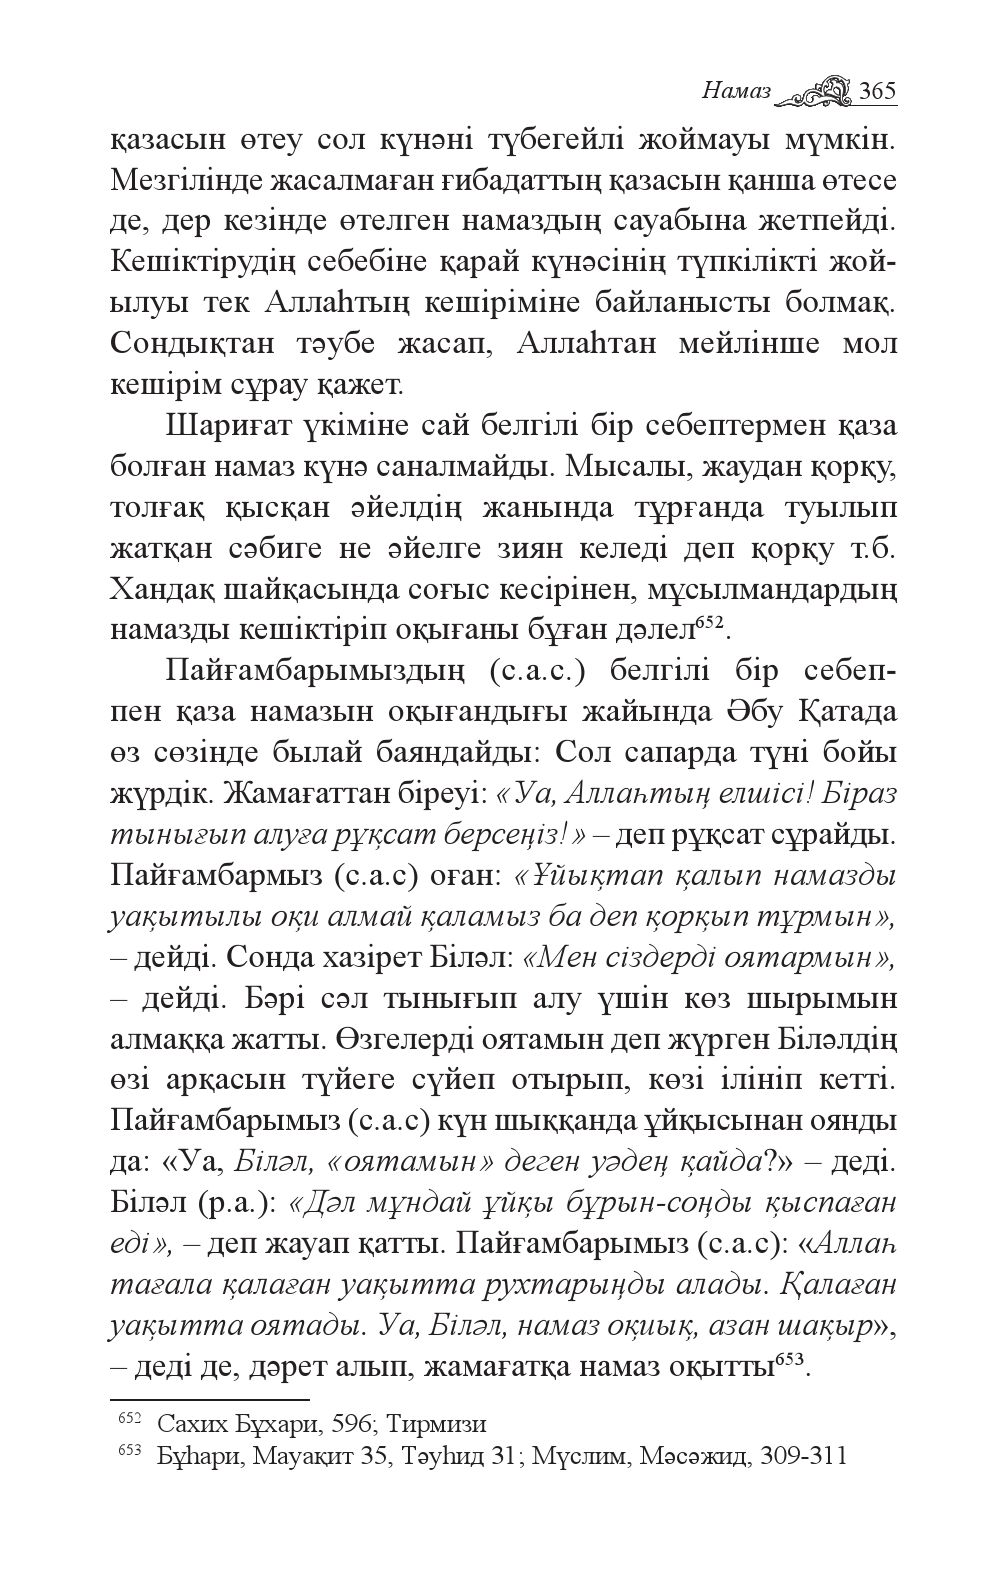 Намаз 365
қазасын өтеу сол күнәні түбегейлі жоймауы мүмкін.
Мезгілінде жасалмаған ғибадаттың қазасын қанша өтесе
де, дер кезінде өтелген намаздың сауабына жетпейді.
Кешіктірудің себебіне қарай күнәсінің түпкілікті жой-
ылуы тек Аллаһтың кешіріміне байланысты болмақ.
Сондықтан тәубе жасап, Аллаһтан мейлінше мол
кешірім сұрау қажет.
Шариғат үкіміне сай белгілі бір себептермен қаза
болған намаз күнә саналмайды. Мысалы, жаудан қорқу,
толғақ қысқан әйелдің жанында тұрғанда туылып
жатқан сәбиге не әйелге зиян келеді деп қорқу т.б.
Хандақ шайқасында соғыс кесірінен, мұсылмандардың
намазды кешіктіріп оқығаны бұған дәлел⁶⁵².
Пайғамбарымыздың (с.а.с.) белгілі бір себеп-
пен қаза намазын оқығандығы жайында Әбу Қатада
өз сөзінде былай баяндайды: Сол сапарда түні бойы
жүрдік. Жамағаттан біреуі: «Уа, Аллаһтың елшісі! Біраз
тынығып алуға рұқсат берсеңіз!» – деп рұқсат сұрайды.
Пайғамбармыз (с.а.с) оған: «Ұйықтап қалып намазды
уақытылы оқи алмай қаламыз ба деп қорқып тұрмын»,
– дейді. Сонда хазірет Біләл: «Мен сіздерді оятармын»,
– дейді. Бәрі сәл тынығып алу үшін көз шырымын
алмаққа жатты. Өзгелерді оятамын деп жүрген Біләлдің
өзі арқасын түйеге сүйеп отырып, көзі ілініп кетті.
Пайғамбарымыз (с.а.с) күн шыққанда ұйқысынан оянды
да: «Уа, Біләл, «оятамын» деген уәдең қайда?» – деді.
Біләл (р.а.): «Дәл мұндай ұйқы бұрын-соңды қыспаған
еді», – деп жауап қатты. Пайғамбарымыз (с.а.с): «Аллаһ
тағала қалаған уақытта рухтарыңды алады. Қалаған
уақытта оятады. Уа, Біләл, намаз оқиық, азан шақыр»,
– деді де, дәрет алып, жамағатқа намаз оқытты⁶⁵³.
⁶⁵² Сахих Бұхари, 596; Тирмизи
⁶⁵³ Бұһари, Мауақит 35, Тәуһид 31; Мүслим, Мәсәжид, 309-311